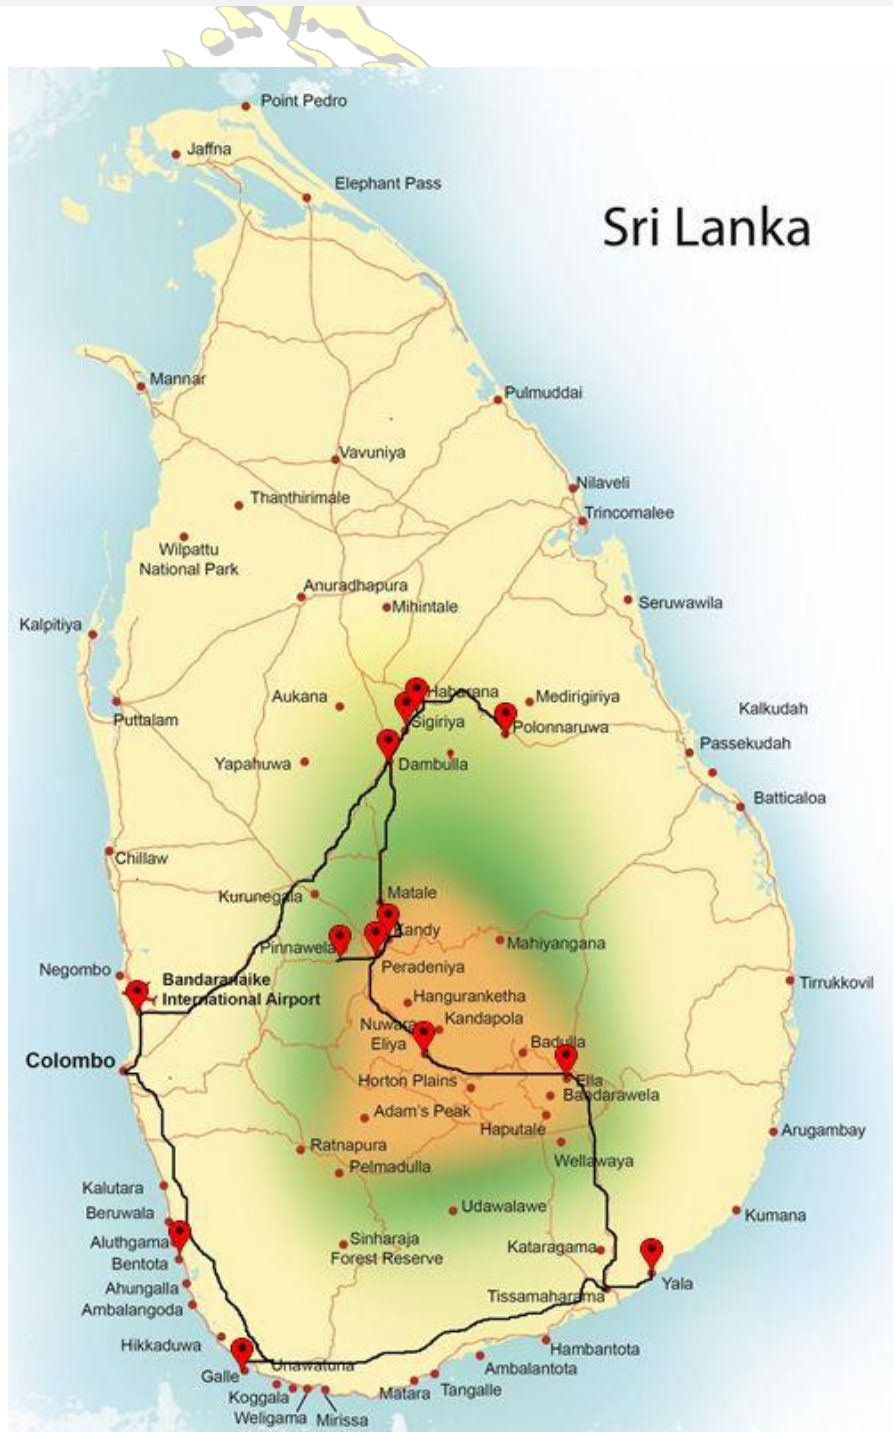 Point Pedro
Jaffna
Elephant Pass
Sri Lanka
Mannar
Pulmuddai
Vavuniya
Nilaveli
Thanthirimale
Trincomalee
Wilpattu
National Park
Anuradhapura
Mihintale
Seruwawila
Kalpitiya
Habarana
Aukana
Medirigiriya
Kalkudah
Puttalam
Sigiriya
Polonnaruwa
Passekudah
Yapahuwa
Dambulla
Batticaloa
Chillaw
Kurunegala
Matale
Kandy
Pinnawela
Mahiyangana
Negombo
Peradeniya
Bandaranaike
International Airport
Tirrukkovil
Hanguranketha
Nuwara
Eliya
Kandapola
Badulla
Colombo
Horton Plains
Ella
Bandarawela
Adam's Peak
Haputale
Arugambay
Ratnapura
Wellawaya
Pelmadulla
Kalutara
Udawalawe
Beruwala
Kumana
Aluthgama
Sinharaja
Forest Reserve
Kataragama
Bentota
Yala
Ahungalla
Tissamaharama
Ambalangoda
Hikkaduwa
Hambantota
Unawatuna
Ambalantota
Galle
Koggala
Matara
Tangalle
Weligama
Mirissa